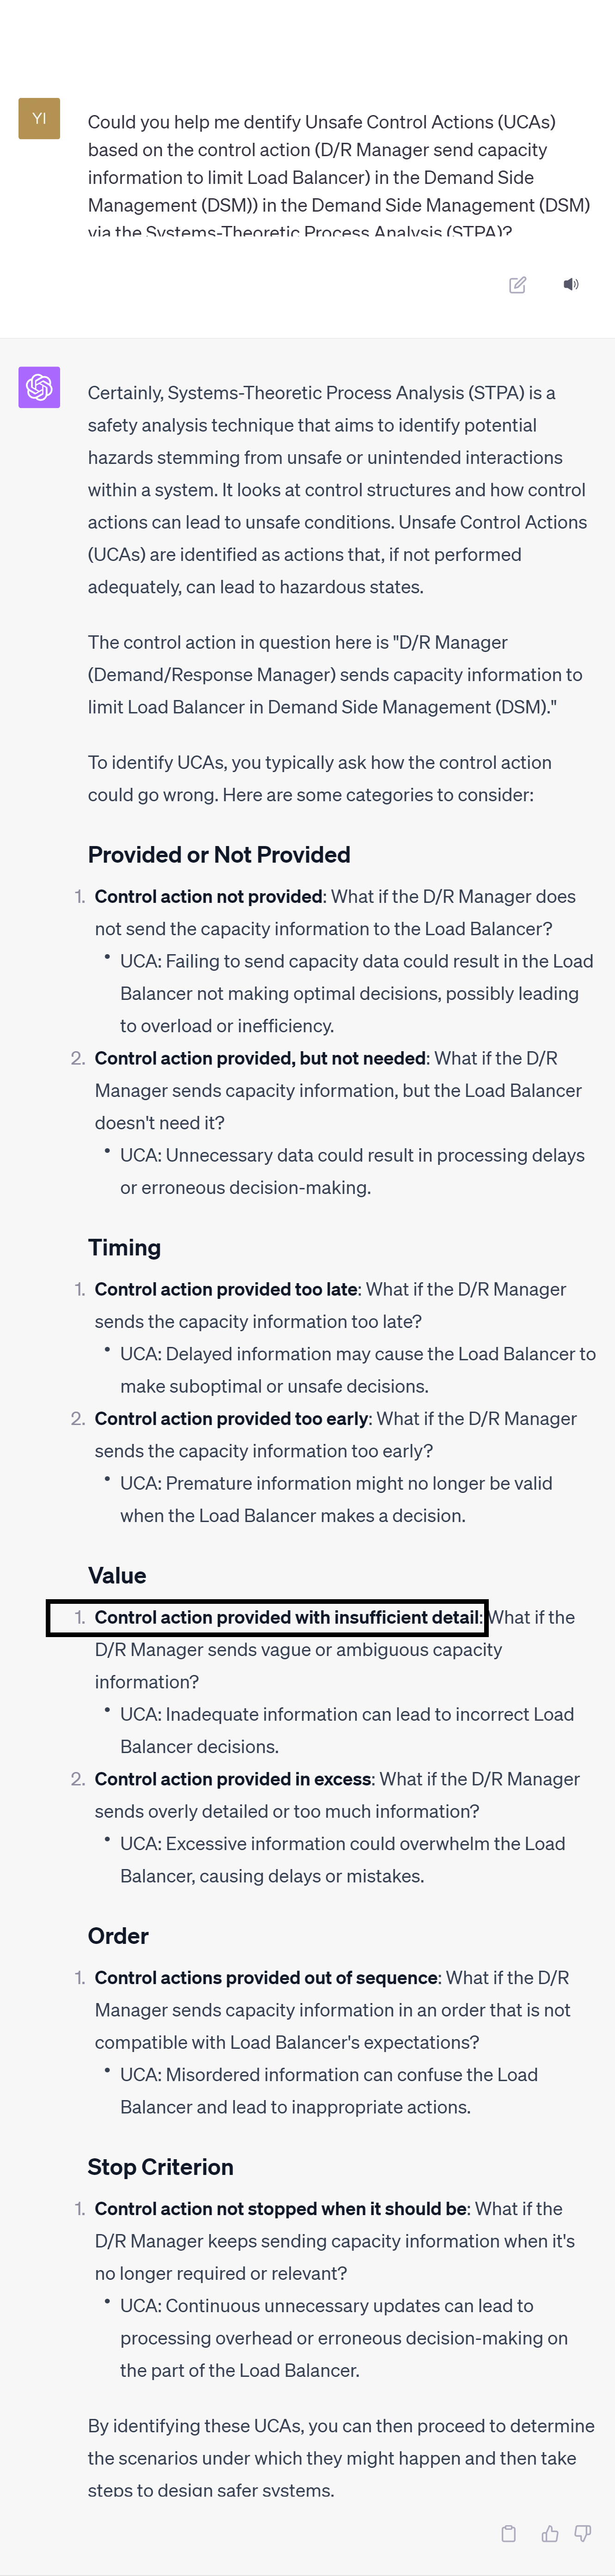 YI
Could you help me dentify Unsafe Control Actions (UCAs)
based on the control action (D/R Manager send capacity
information to limit Load Balancer) in the Demand Side
Management (DSM)) in the Demand Side Management (DSM)
via the Systems-Theoretic Process Analysis (STPA)?
Certainly, Systems-Theoretic Process Analysis (STPA) is a
safety analysis technique that aims to identify potential
hazards stemming from unsafe or unintended interactions
within a system. It looks at control structures and how control
actions can lead to unsafe conditions. Unsafe Control Actions
(UCAs) are identified as actions that, if not performed
adequately, can lead to hazardous states.
The control action in question here is "D/R Manager
(Demand/Response Manager) sends capacity information to
limit Load Balancer in Demand Side Management (DSM)."
To identify UCAs, you typically ask how the control action
could go wrong. Here are some categories to consider:
Provided or Not Provided
1. Control action not provided: What if the D/R Manager does
not send the capacity information to the Load Balancer?
• UCA: Failing to send capacity data could result in the Load
Balancer not making optimal decisions, possibly leading
to overload or inefficiency.
2. Control action provided, but not needed: What if the D/R
Manager sends capacity information, but the Load Balancer
doesn't need it?
• UCA: Unnecessary data could result in processing delays
or erroneous decision-making.
Timing
1. Control action provided too late: What if the D/R Manager
sends the capacity information too late?
• UCA: Delayed information may cause the Load Balancer to
make suboptimal or unsafe decisions.
2. Control action provided too early: What if the D/R Manager
sends the capacity information too early?
• UCA: Premature information might no longer be valid
when the Load Balancer makes a decision.
Value
1. Control action provided with insufficient detail: What if the
D/R Manager sends vague or ambiguous capacity
information?
• UCA: Inadequate information can lead to incorrect Load
Balancer decisions.
2. Control action provided in excess: What if the D/R Manager
sends overly detailed or too much information?
• UCA: Excessive information could overwhelm the Load
Balancer, causing delays or mistakes.
Order
1. Control actions provided out of sequence: What if the D/R
Manager sends capacity information in an order that is not
compatible with Load Balancer's expectations?
• UCA: Misordered information can confuse the Load
Balancer and lead to inappropriate actions.
Stop Criterion
1. Control action not stopped when it should be: What if the
D/R Manager keeps sending capacity information when it's
no longer required or relevant?
• UCA: Continuous unnecessary updates can lead to
processing overhead or erroneous decision-making on
the part of the Load Balancer.
By identifying these UCAs, you can then proceed to determine
the scenarios under which they might happen and then take
steps to design safer systems.